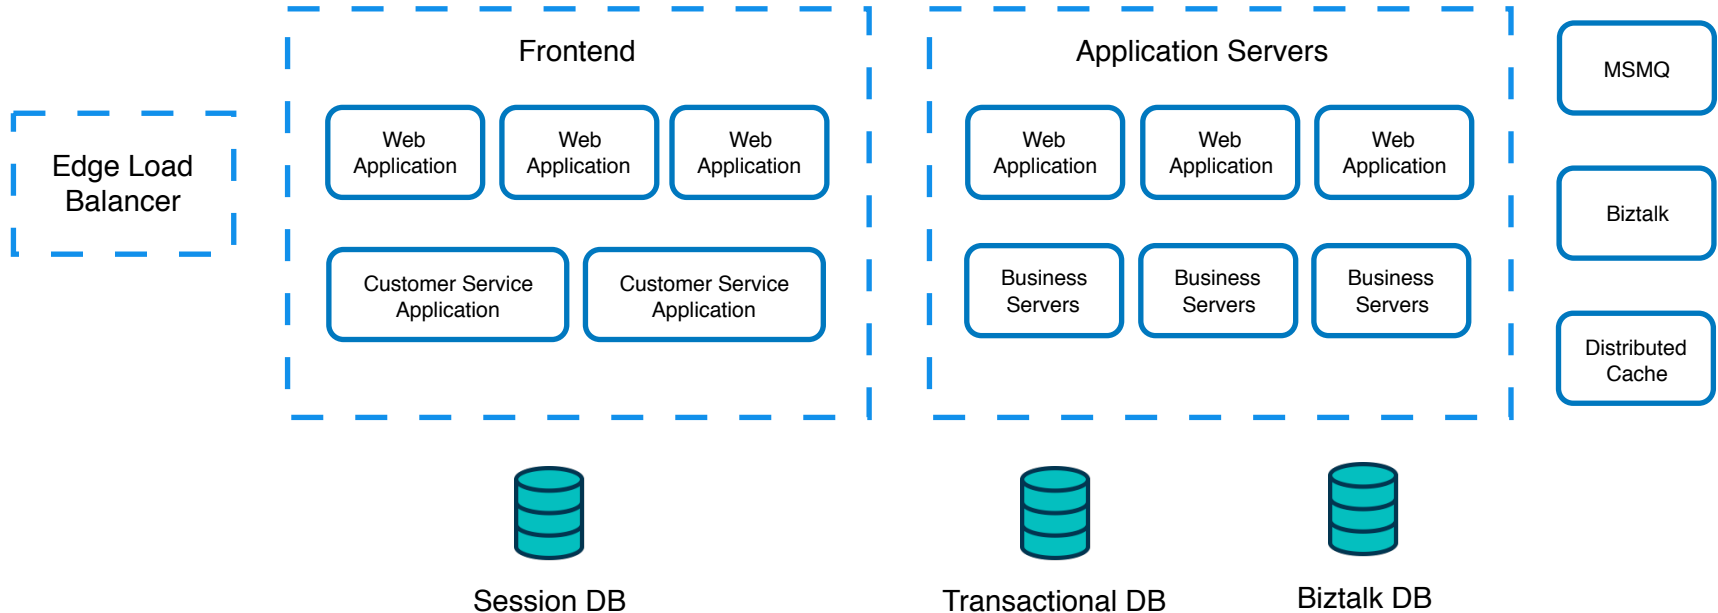 Edge Load
Balancer
Frontend
Web
Application
Web
Application
Web
Application
Customer Service
Application
Customer Service
Application
Application Servers
Web
Application
Web
Application
Web
Application
Business
Servers
Business
Servers
Business
Servers
MSMQ
Biztalk
Distributed
Cache
Session DB
Transactional DB
Biztalk DB